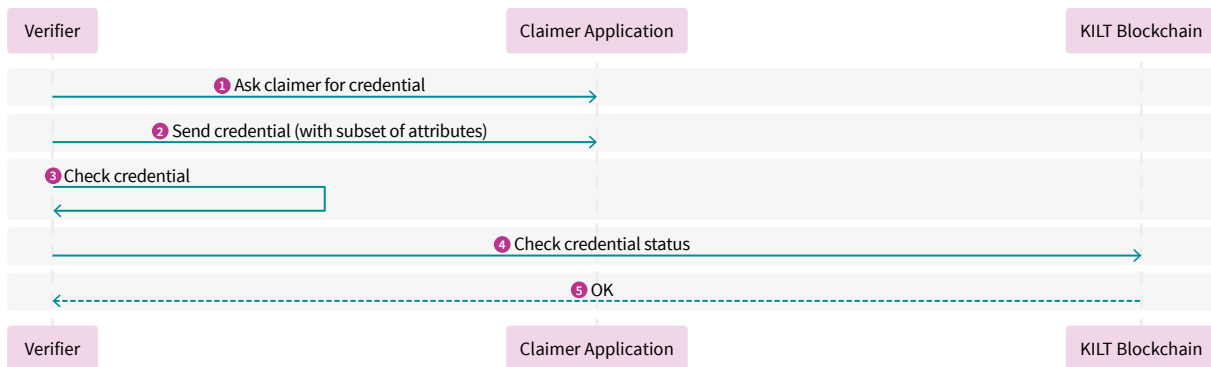 Verifier
Claimer Application
KILT Blockchain
1 Ask claimer for credential
2 Send credential (with subset of attributes)
3 Check credential
4 Check credential status
5 OK
Verifier
Claimer Application
KILT Blockchain